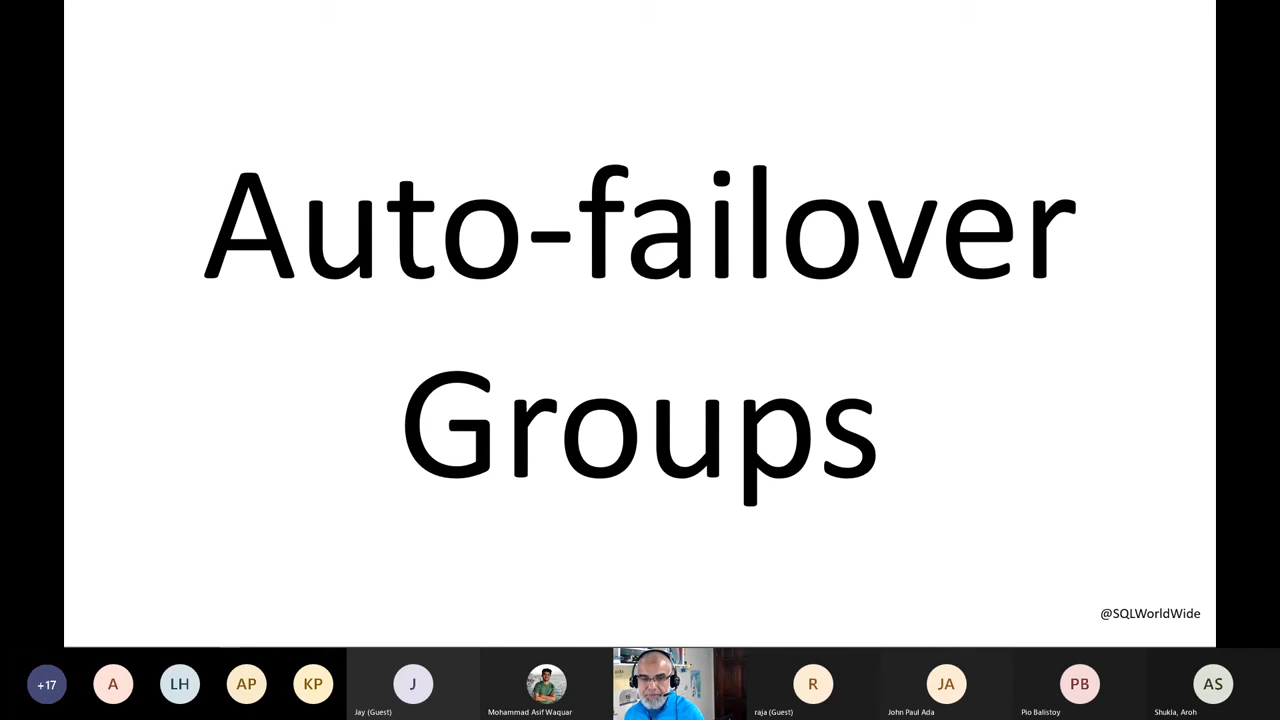 Auto-failover
Groups
@SQLWorldWide
+17
A
LH
AP
KP
J
R
JA
PB
AS
Jay (Guest)
Mohammad Asif Waquar
raja (Guest)
John Paul Ada
Pio Balistoy
Shukla, Aroh